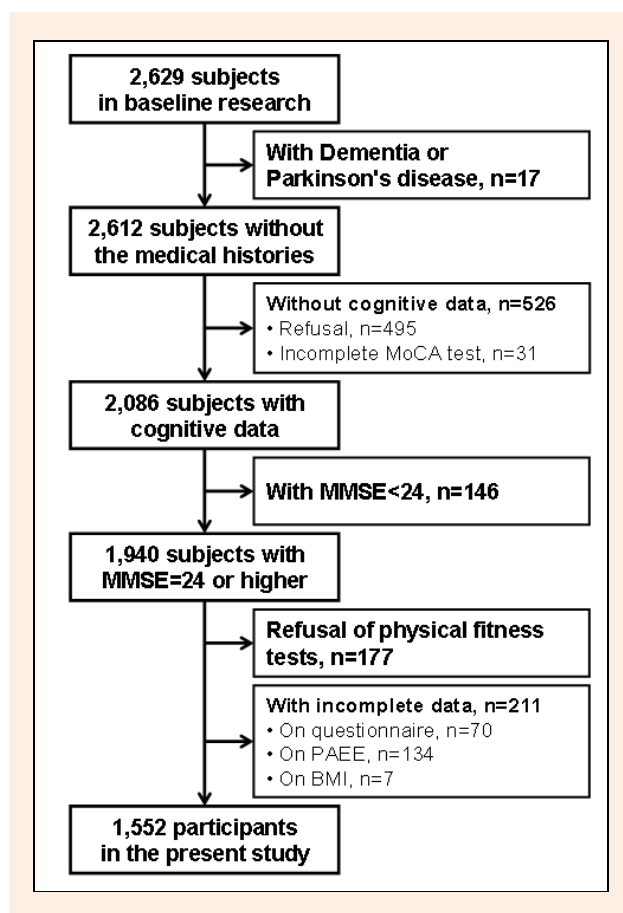 2,629 subjects
in baseline research
With Dementia or
Parkinson's disease, n=17
2,612 subjects without
the medical histories
Without cognitive data, n=526
• Refusal, n=495
• Incomplete MoCA test, n=31
2,086 subjects with
cognitive data
With MMSE<24, n=146
1,940 subjects with
MMSE=24 or higher
Refusal of physical fitness
tests, n=177
With incomplete data, n=211
• On questionnaire, n=70
• On PAEE, n=134
• On BMI, n=7
1,552 participants
in the present study